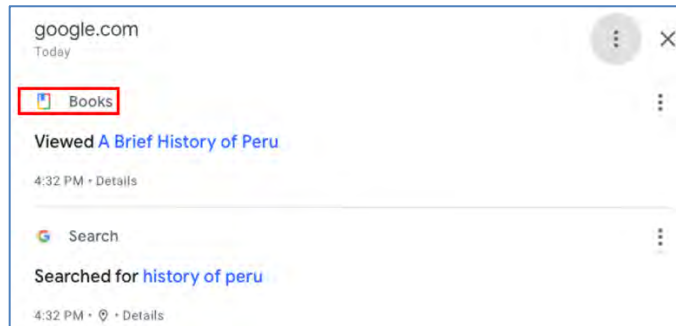 google.com
Today
Books
Viewed A Brief History of Peru
4:32 PM • Details
Search
Searched for history of peru
4:32 PM • • Details